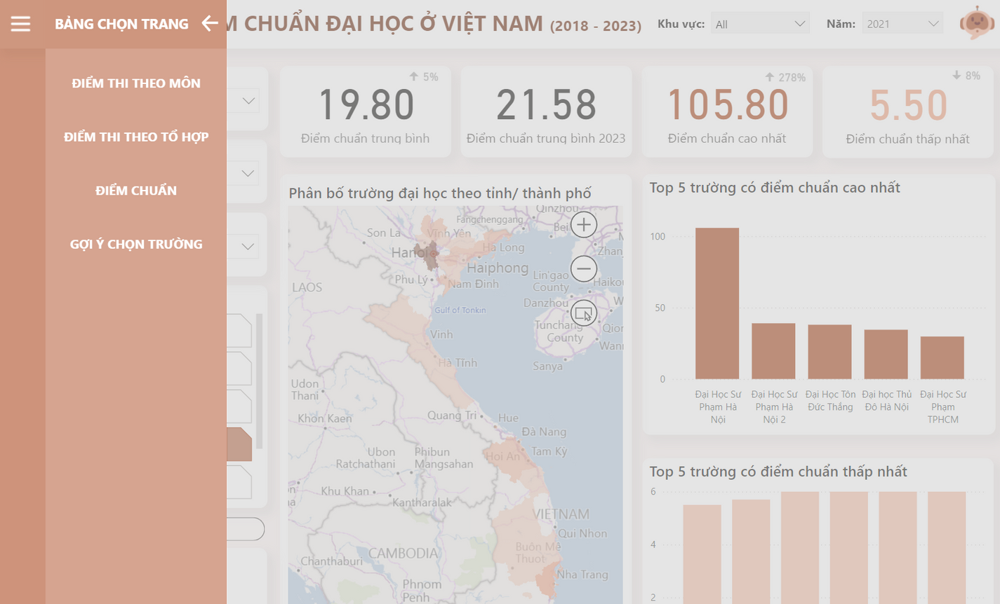 BẢNG CHỌN TRANG
CHUẨN ĐẠI HỌC Ở VIỆT NAM (2018 - 2023)
Khu vực:
All
Năm:
2021
ĐIỂM THI THEO MÔN
ĐIỂM THI THEO TỔ HỢP
ĐIỂM CHUẨN
GỢI Ý CHỌN TRƯỜNG
5%
19.80
Điểm chuẩn trung bình
21.58
Điểm chuẩn trung bình 2023
278%
105.80
Điểm chuẩn cao nhất
8%
5.50
Điểm chuẩn thấp nhất
Phân bố trường đại học theo tỉnh/ thành phố
Qinzhou
Fangchenggang
Bei
Son La
Vĩnh Yên
Hanoi
Ha Long
Zhan
Haiphong
Phu Lý
Nam Đinh
Lin'gao
County
Haikou
LAOS
Danzhou
Gulf of Tonkin
Tunchang
County
Qion
Wann
Vinh
Hà Tĩnh
Sanya
Udon
Thani
Khon Kaen
Quang Tri
Hue
Đà Nang
Ubon
Ratchathani
Phibun
Mangsahan
Hoi An
Tam Kỳ
Khu Khan
Kantharalak
VIETNAM
Qui Nhon
CAMBODIA
Buôn Mê
Thuot
Chanthaburi
Nha Trang
Phnom
Penh
Top 5 trường có điểm chuẩn cao nhất
100
50
0
Đại Học Sư
Phạm Hà
Nội
Đại Học Sư
Phạm Hà
Nội 2
Đại Học Tôn
Đức Thắng
Đại học Thủ
Đô Hà Nội
Đại Học Sư
Phạm
TPHCM
Top 5 trường có điểm chuẩn thấp nhất
6
4
2